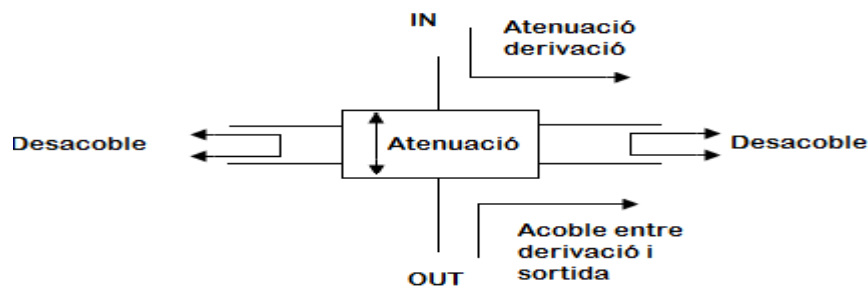 IN
Atenuació
derivació
Desacoble
Atenuació
Desacoble
Acoble entre
derivació i
sortida
OUT